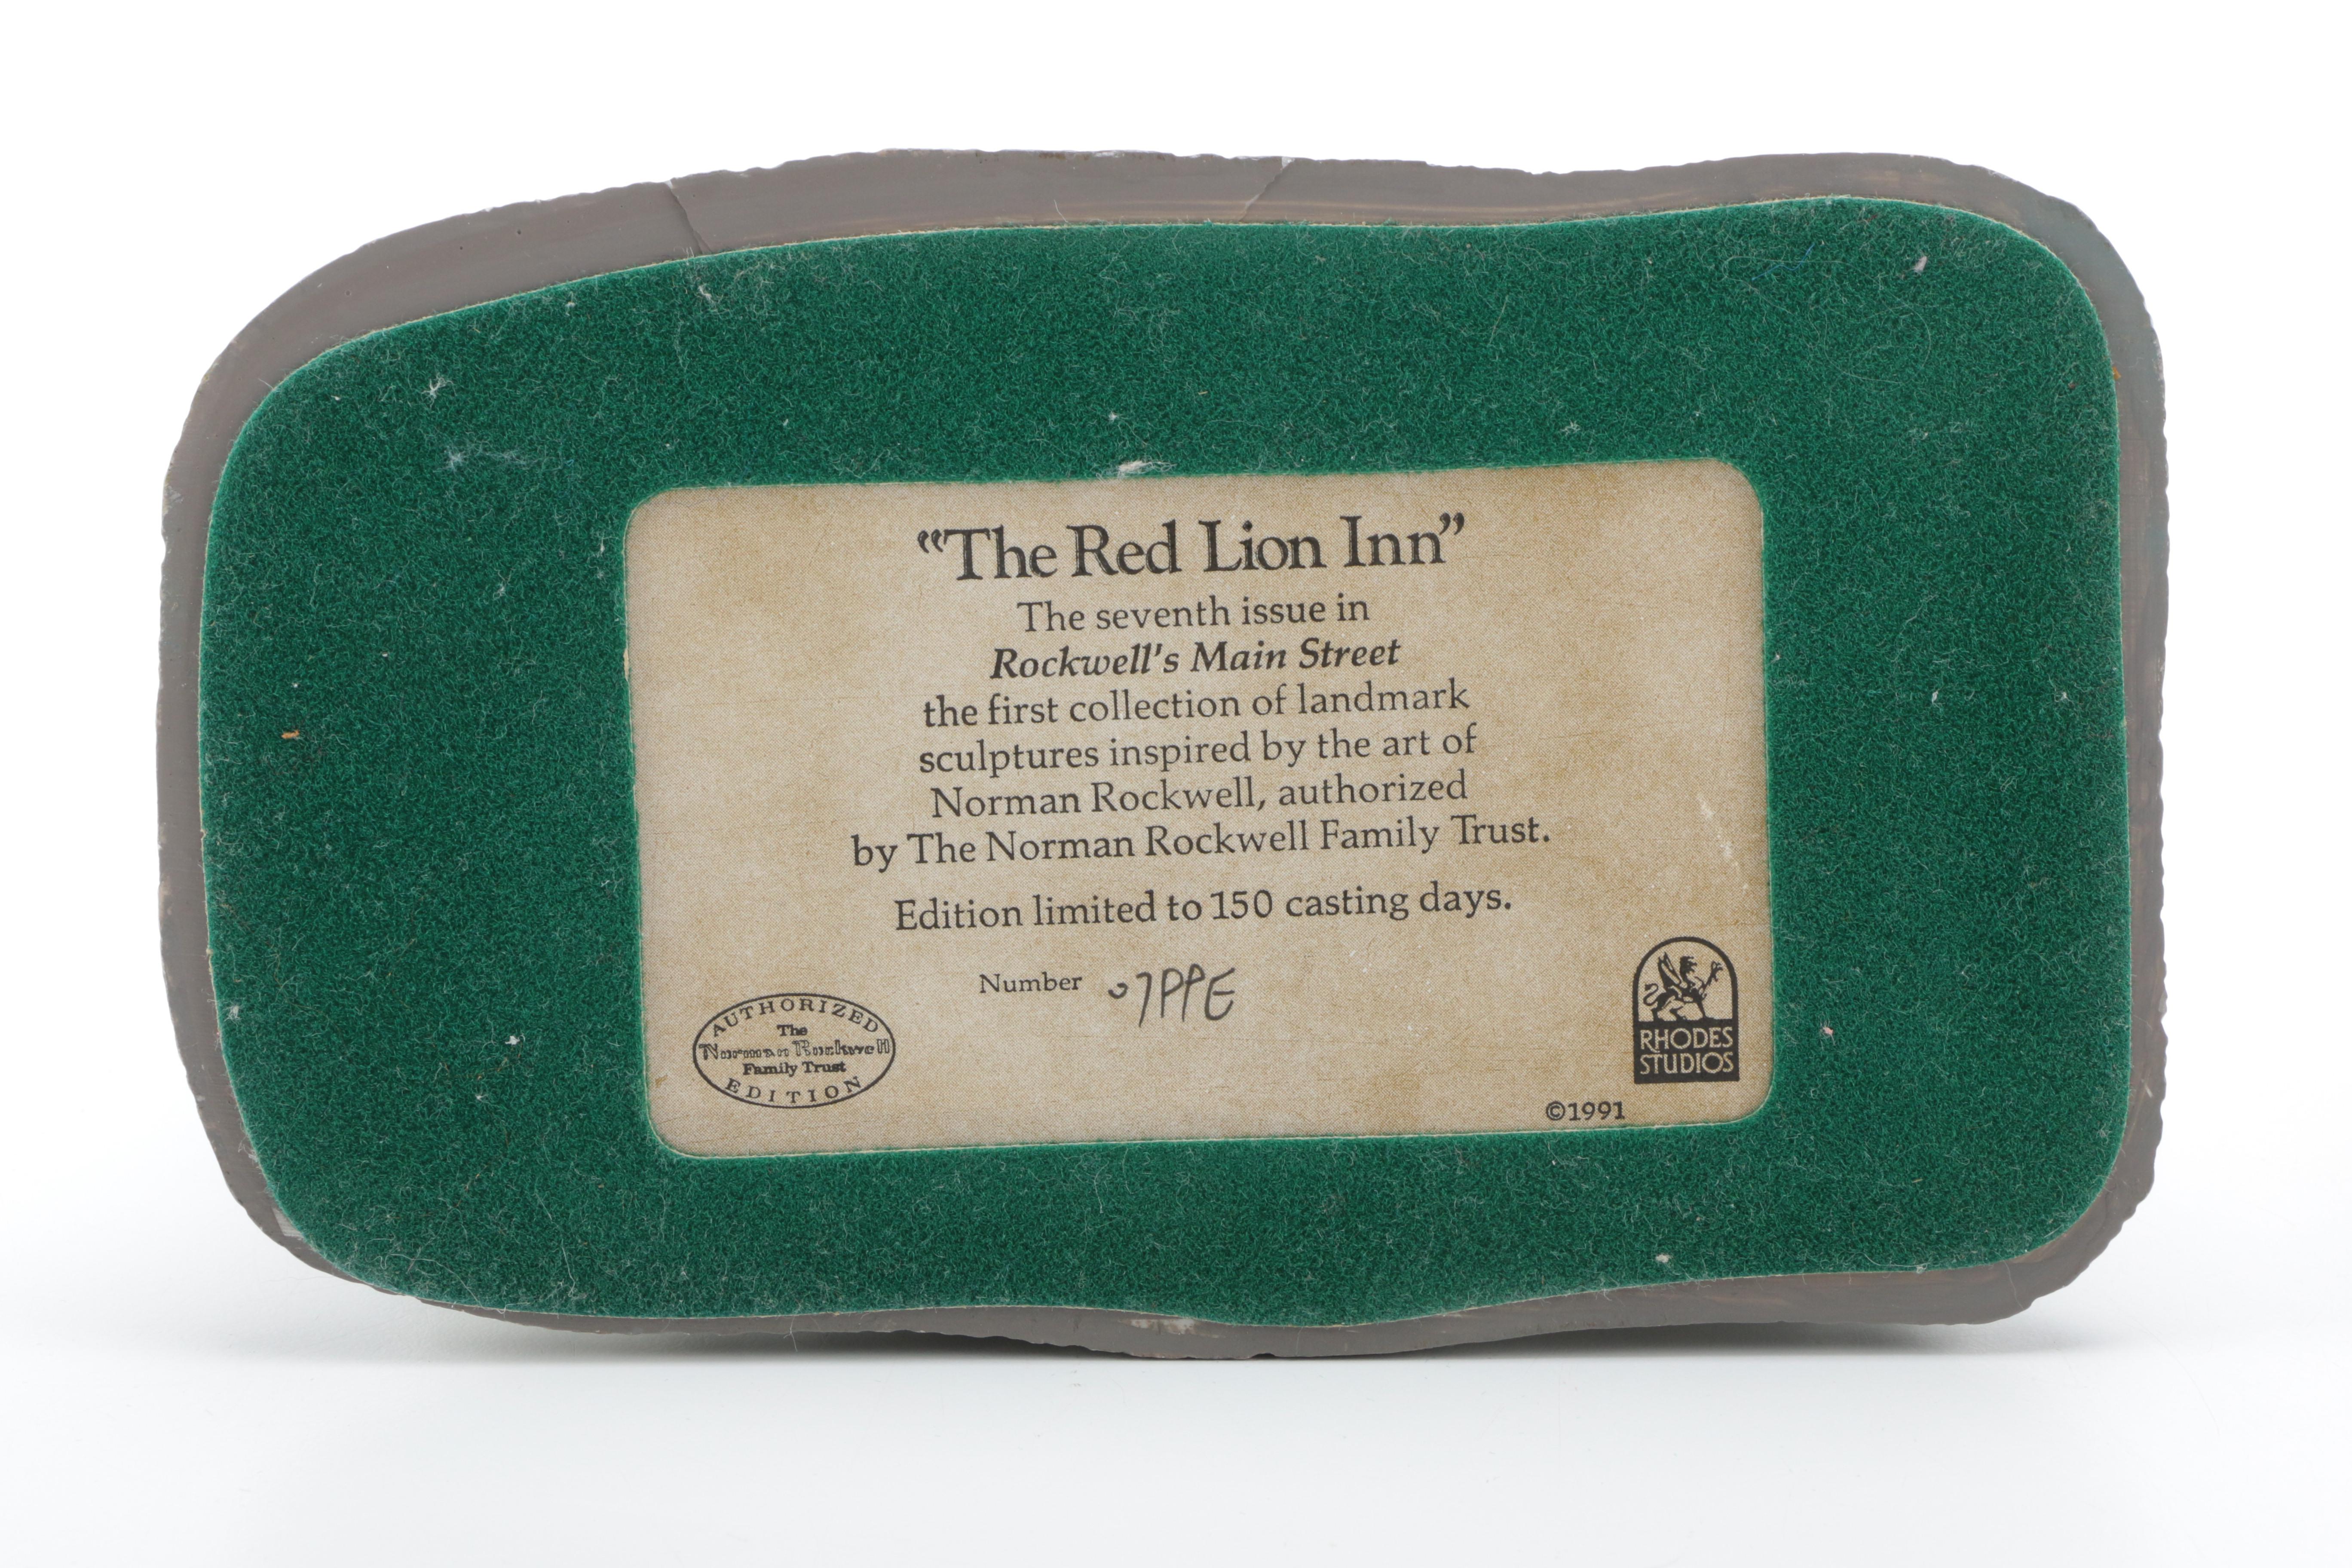 “The Red Lion Inn”
The seventh issue in
Rockwell's Main Street
the first collection of landmark
sculptures inspired by the art of
Norman Rockwell, authorized
by The Norman Rockwell Family Trust.
Edition limited to 150 casting days.
Number 07PPE
AUTHORIZED
The
Norman Rockwell
Family Trust
EDITION
RHODES
STUDIOS
©1991